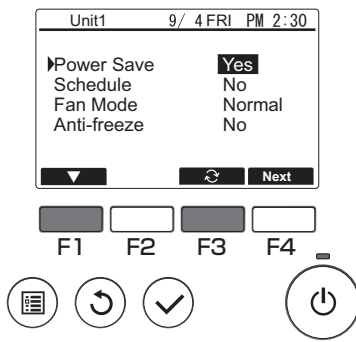 Unit1 9/ 4 FRI PM 2:30
Power Save Yes
Schedule No
Fan Mode Normal
Anti-freeze No
Next
F1 F2 F3 F4